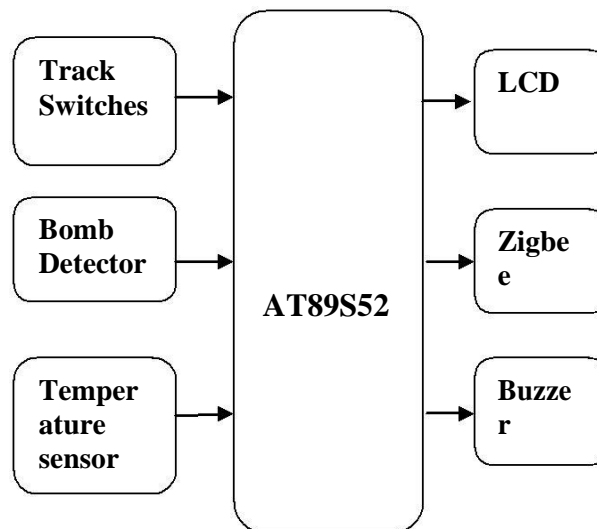 Track
Switches
Bomb
Detector
Temper
ature
sensor
AT89S52
LCD
Zigbe
e
Buzze
r